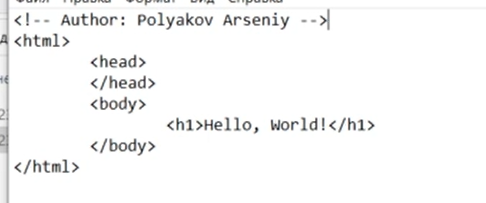 <!-- Author: Polyakov Arseniy -->
<html>
<head>
</head>
<body>
<h1>Hello, World!</h1>
</body>
</html>